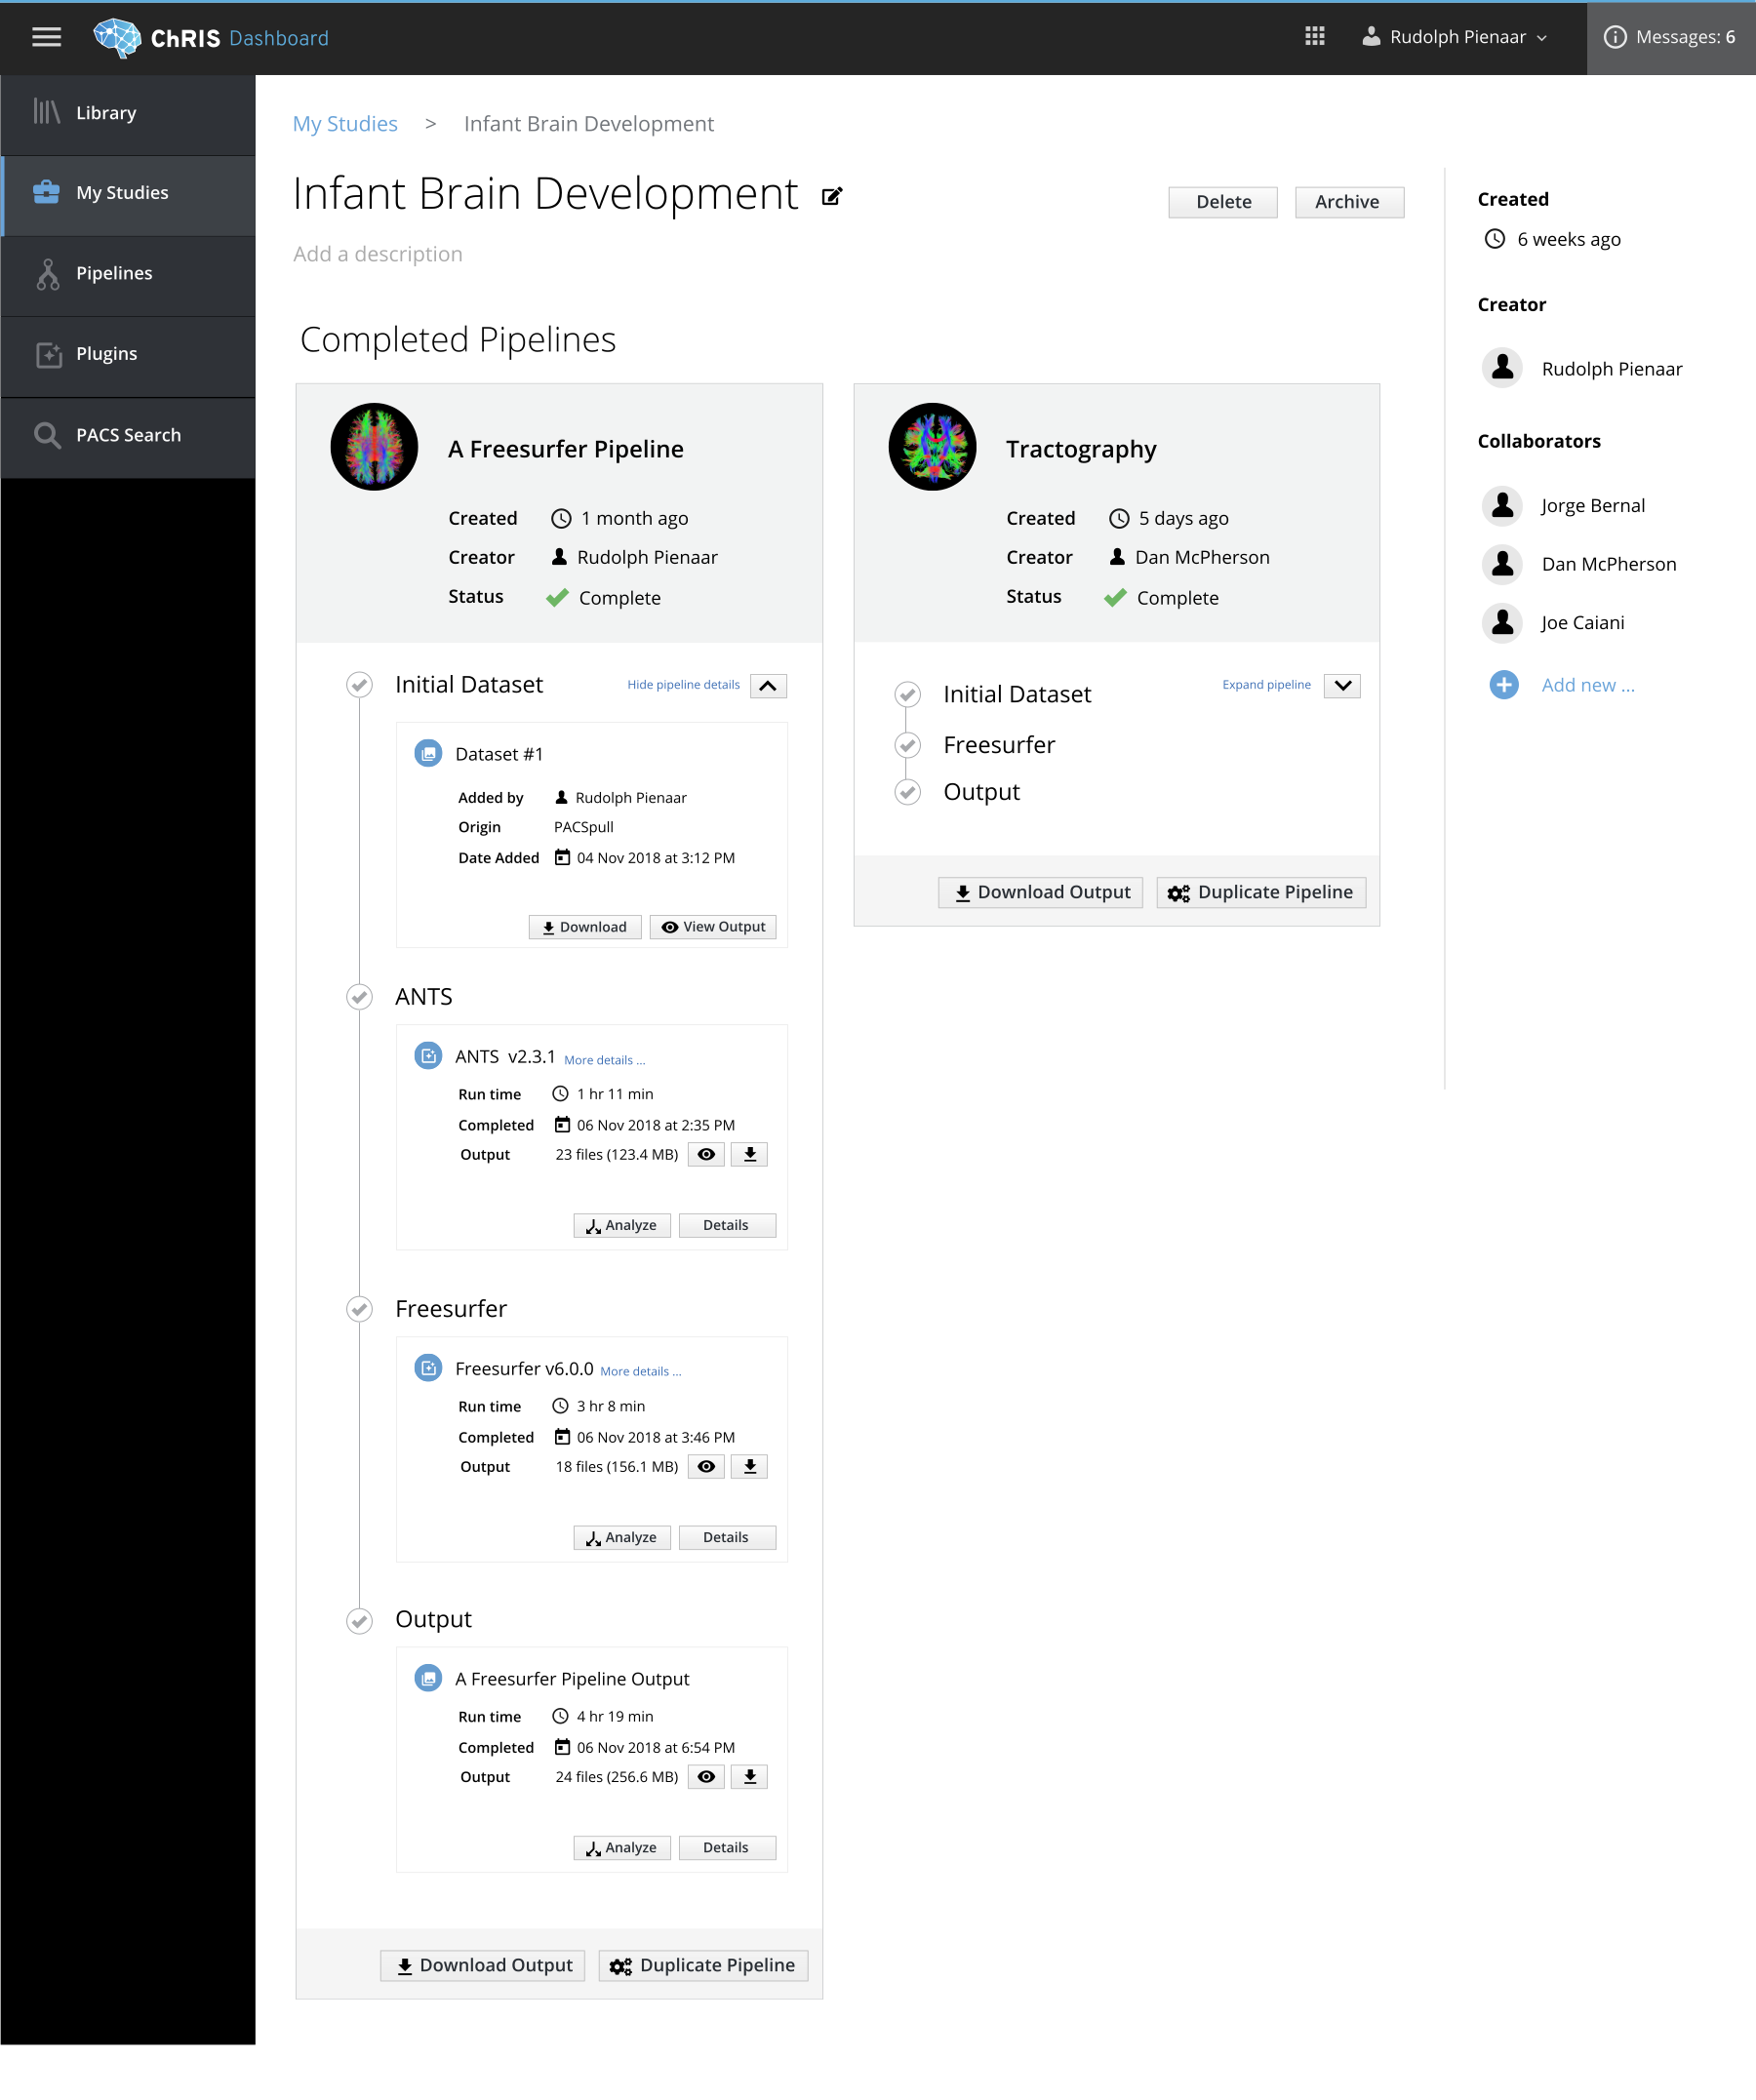 ChRIS Dashboard
Rudolph Pienaar
Messages: 6
Library
My Studies
Pipelines
Plugins
PACS Search
My Studies > Infant Brain Development
Infant Brain Development
Delete
Archive
Add a description
Completed Pipelines
A Freesurfer Pipeline
Created 1 month ago
Creator Rudolph Pienaar
Status Complete
Initial Dataset
Hide pipeline details
Dataset #1
Added by Rudolph Pienaar
Origin PACSpull
Date Added 04 Nov 2018 at 3:12 PM
Download
View Output
ANTS
ANTS v2.3.1 More details ...
Run time 1 hr 11 min
Completed 06 Nov 2018 at 2:35 PM
Output 23 files (123.4 MB)
Analyze
Details
Freesurfer
Freesurfer v6.0.0 More details ...
Run time 3 hr 8 min
Completed 06 Nov 2018 at 3:46 PM
Output 18 files (156.1 MB)
Analyze
Details
Output
A Freesurfer Pipeline Output
Run time 4 hr 19 min
Completed 06 Nov 2018 at 6:54 PM
Output 24 files (256.6 MB)
Analyze
Details
Download Output
Duplicate Pipeline
Tractography
Created 5 days ago
Creator Dan McPherson
Status Complete
Initial Dataset
Expand pipeline
Freesurfer
Output
Download Output
Duplicate Pipeline
Created
6 weeks ago
Creator
Rudolph Pienaar
Collaborators
Jorge Bernal
Dan McPherson
Joe Caiani
Add new ...